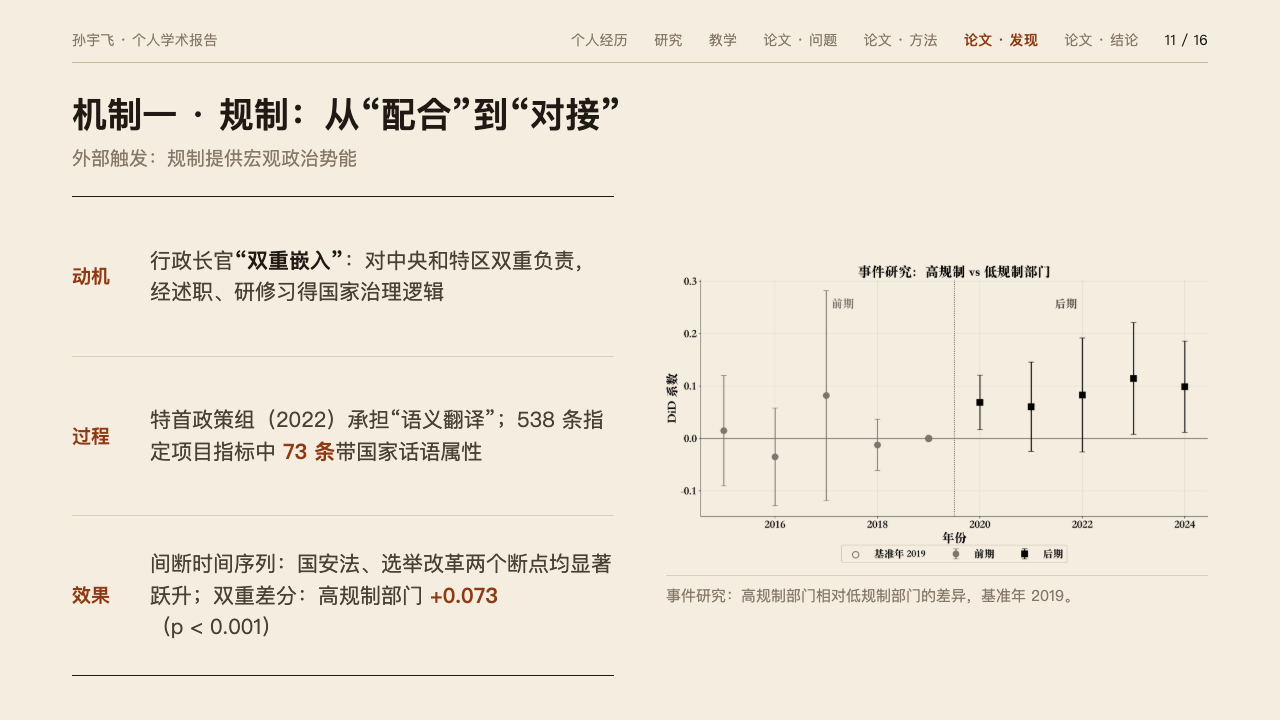 孙宇飞 · 个人学术报告
个人经历 研究 教学 论文 · 问题 论文 · 方法 论文 · 发现 论文 · 结论 11 / 16
机制一 · 规制：从“配合”到“对接”
外部触发：规制提供宏观政治势能
动机
行政长官“双重嵌入”：对中央和特区双重负责，
经述职、研修习得国家治理逻辑
过程
特首政策组（2022）承担“语义翻译”；538 条指
定项目指标中 73 条带国家话语属性
效果
间断时间序列：国安法、选举改革两个断点均显著
跃升；双重差分：高规制部门 +0.073
（p < 0.001）
事件研究：高规制 vs 低规制部门
前期 后期
DiD 系数
0.3
0.2
0.1
0.0
-0.1
2016 2018 2020 2022 2024
年份
基准年 2019 前期 后期
事件研究：高规制部门相对低规制部门的差异，基准年 2019。